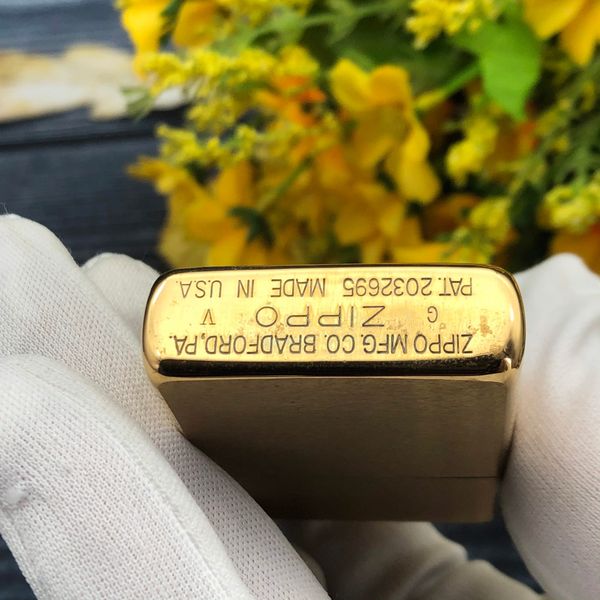 ZIPPO MFG. CO. BRADFORD, PA.
G ZIPPO V
PAT. 2032695 MADE IN U.S.A.